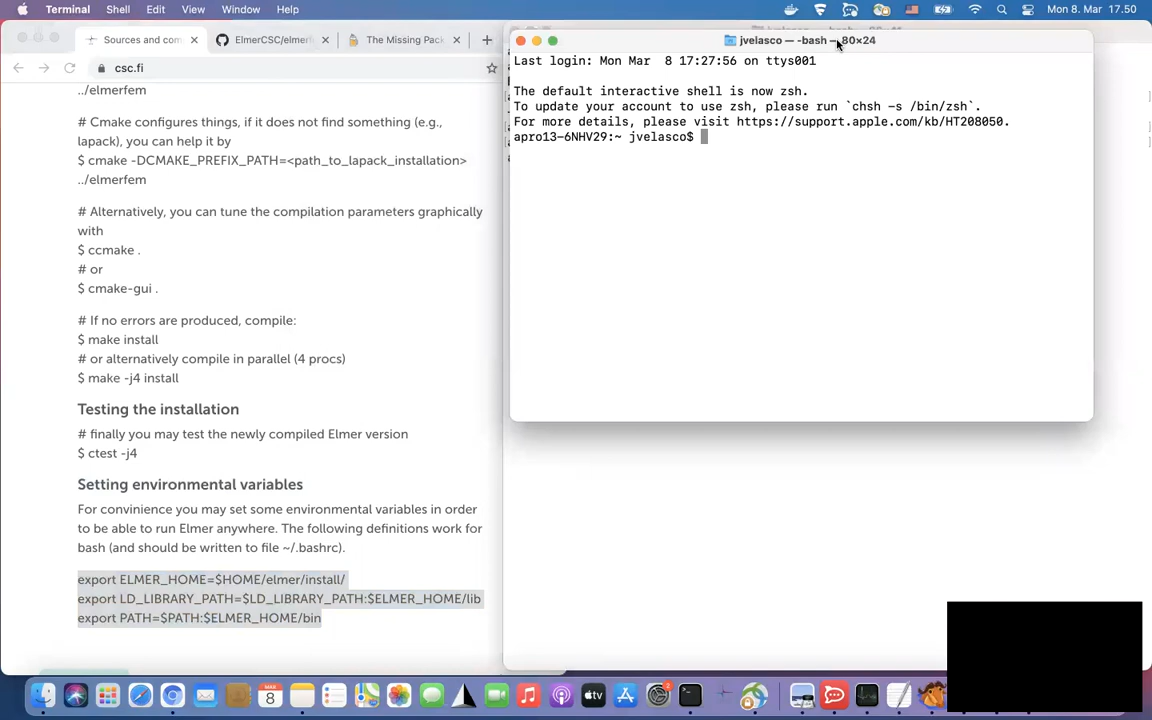 Terminal Shell Edit View Window Help
Mon 8. Mar 17.50
Sources and com
ElmerCSC/elmer
The Missing Pack
csc.fi
../elmerfem
# Cmake configures things, if it does not find something (e.g.,
lapack), you can help it by
$ cmake -DCMAKE_PREFIX_PATH=<path_to_lapack_installation>
../elmerfem
# Alternatively, you can tune the compilation parameters graphically
with
$ ccmake .
# or
$ cmake-gui .
# If no errors are produced, compile:
$ make install
# or alternatively compile in parallel (4 procs)
$ make -j4 install
Testing the installation
# finally you may test the newly compiled Elmer version
$ ctest -j4
Setting environmental variables
For convinience you may set some environmental variables in order
to be able to run Elmer anywhere. The following definitions work for
bash (and should be written to file ~/.bashrc).
export ELMER_HOME=$HOME/elmer/install/
export LD_LIBRARY_PATH=$LD_LIBRARY_PATH:$ELMER_HOME/lib
export PATH=$PATH:$ELMER_HOME/bin
jvelasco — -bash — 80×24
Last login: Mon Mar  8 17:27:56 on ttys001
The default interactive shell is now zsh.
To update your account to use zsh, please run `chsh -s /bin/zsh`.
For more details, please visit https://support.apple.com/kb/HT208050.
apro13-6NHV29:~ jvelasco$
MAR
8
tv
2